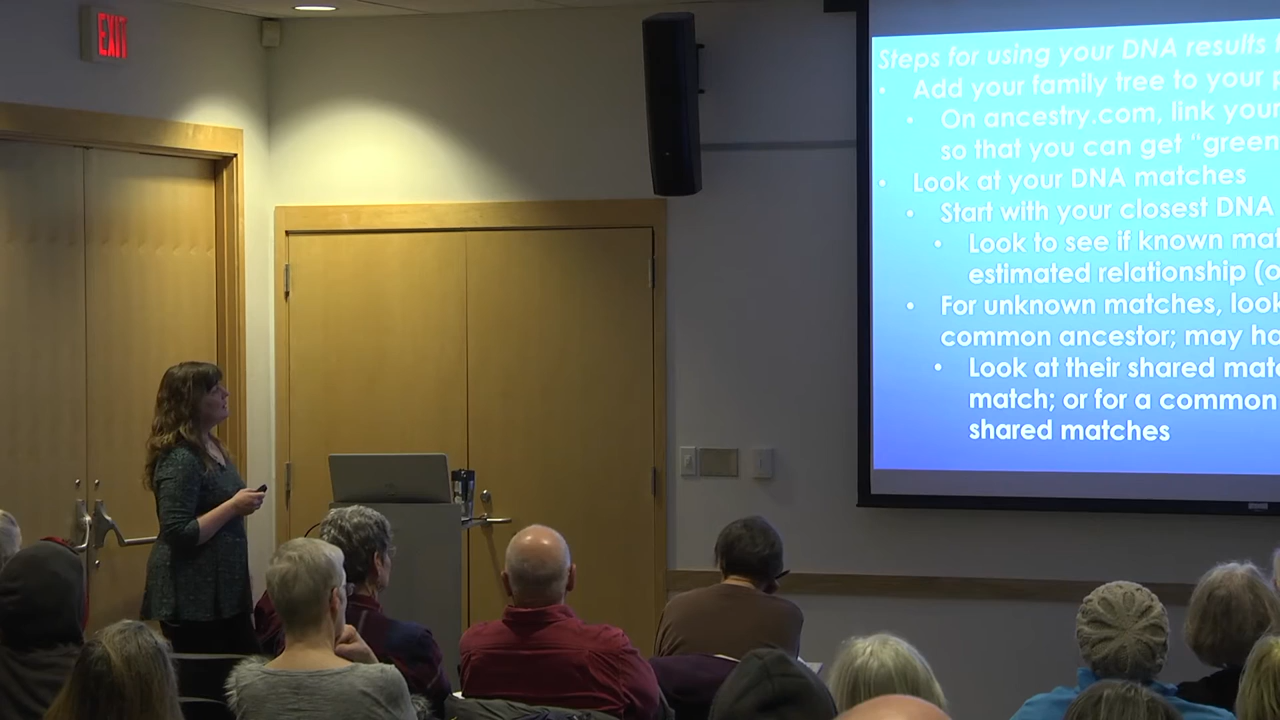 EXIT
Steps for using your DNA results
• Add your family tree to your
• On ancestry.com, link your
so that you can get "green
• Look at your DNA matches
• Start with your closest DNA
• Look to see if known
estimated relationship
• For unknown matches, look
common ancestor; may
• Look at their shared
match; or for a common
shared matches